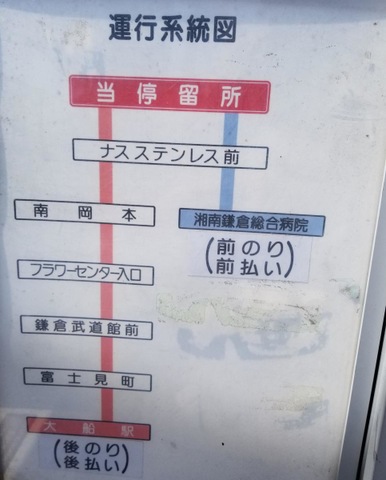 運行系統図
当停留所
ナスステンレス前
南岡本
湘南鎌倉総合病院
(前のり
前払い)
フラワーセンター入口
鎌倉武道館前
富士見町
大船駅
(後のり
後払い)